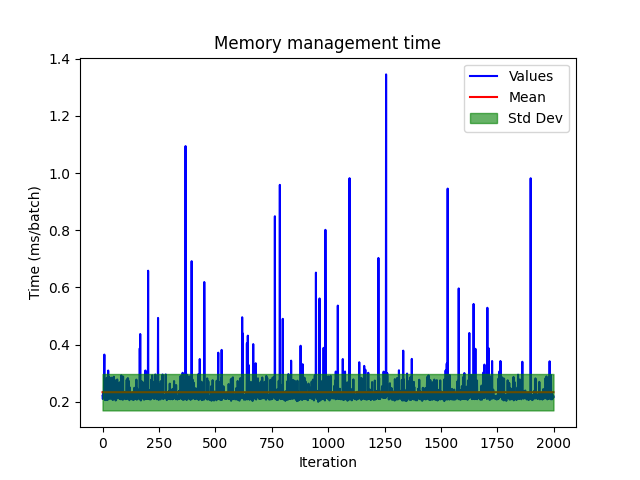 Memory management time
Values
Mean
Std Dev
Time (ms/batch)
1.4
1.2
1.0
0.8
0.6
0.4
0.2
0 250 500 750 1000 1250 1500 1750 2000
Iteration